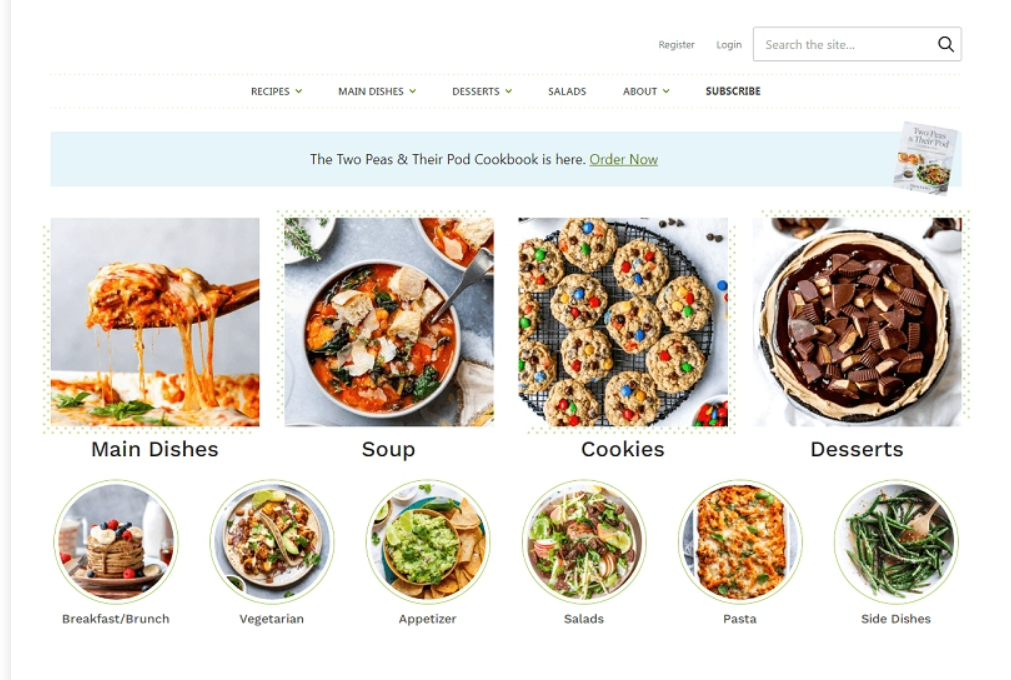 Register Login Search the site...
RECIPES MAIN DISHES DESSERTS SALADS ABOUT SUBSCRIBE
The Two Peas & Their Pod Cookbook is here. Order Now
Two Peas
& Their Pod
Main Dishes Soup Cookies Desserts
Breakfast/Brunch Vegetarian Appetizer Salads Pasta Side Dishes